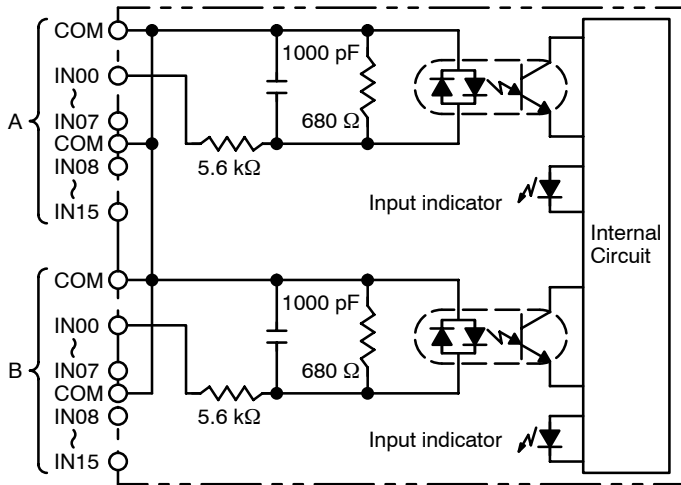 COM
1000 pF
IN00
A
IN07
680 Ω
COM
5.6 kΩ
IN08
Input indicator
IN15
Internal
Circuit
COM
1000 pF
IN00
B
IN07
680 Ω
COM
5.6 kΩ
IN08
Input indicator
IN15